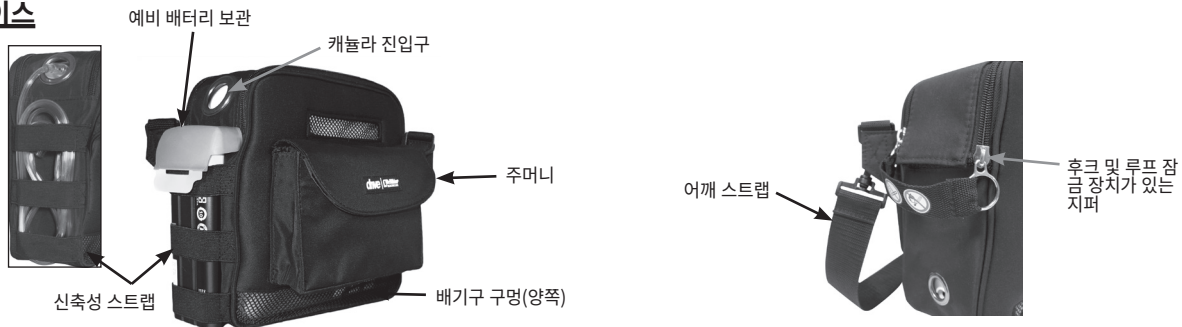 이스
예비 배터리 보관
캐뉼라 진입구
주머니
신축성 스트랩
배기구 구멍(양쪽)
어깨 스트랩
후크 및 루프 잠
금 장치가 있는
지퍼
drive